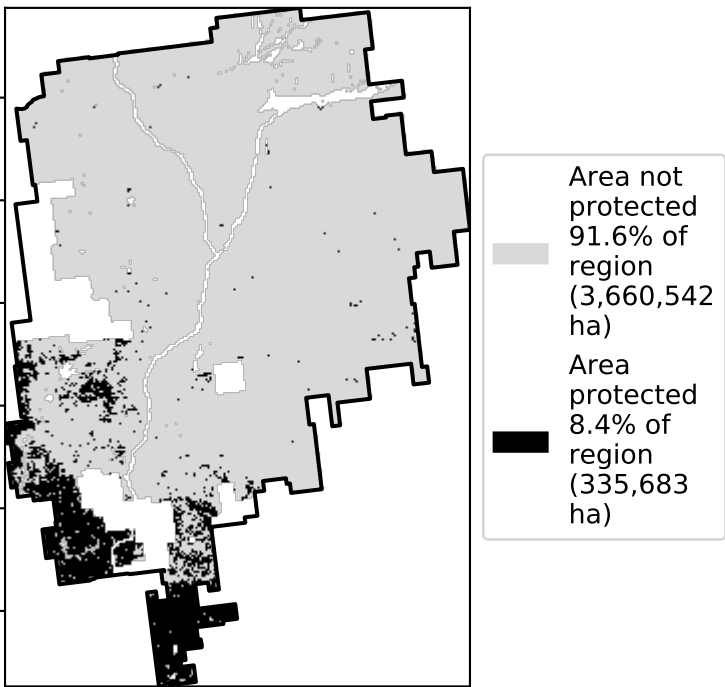 Area not
protected
91.6% of
region
(3,660,542
ha)
Area
protected
8.4% of
region
(335,683
ha)